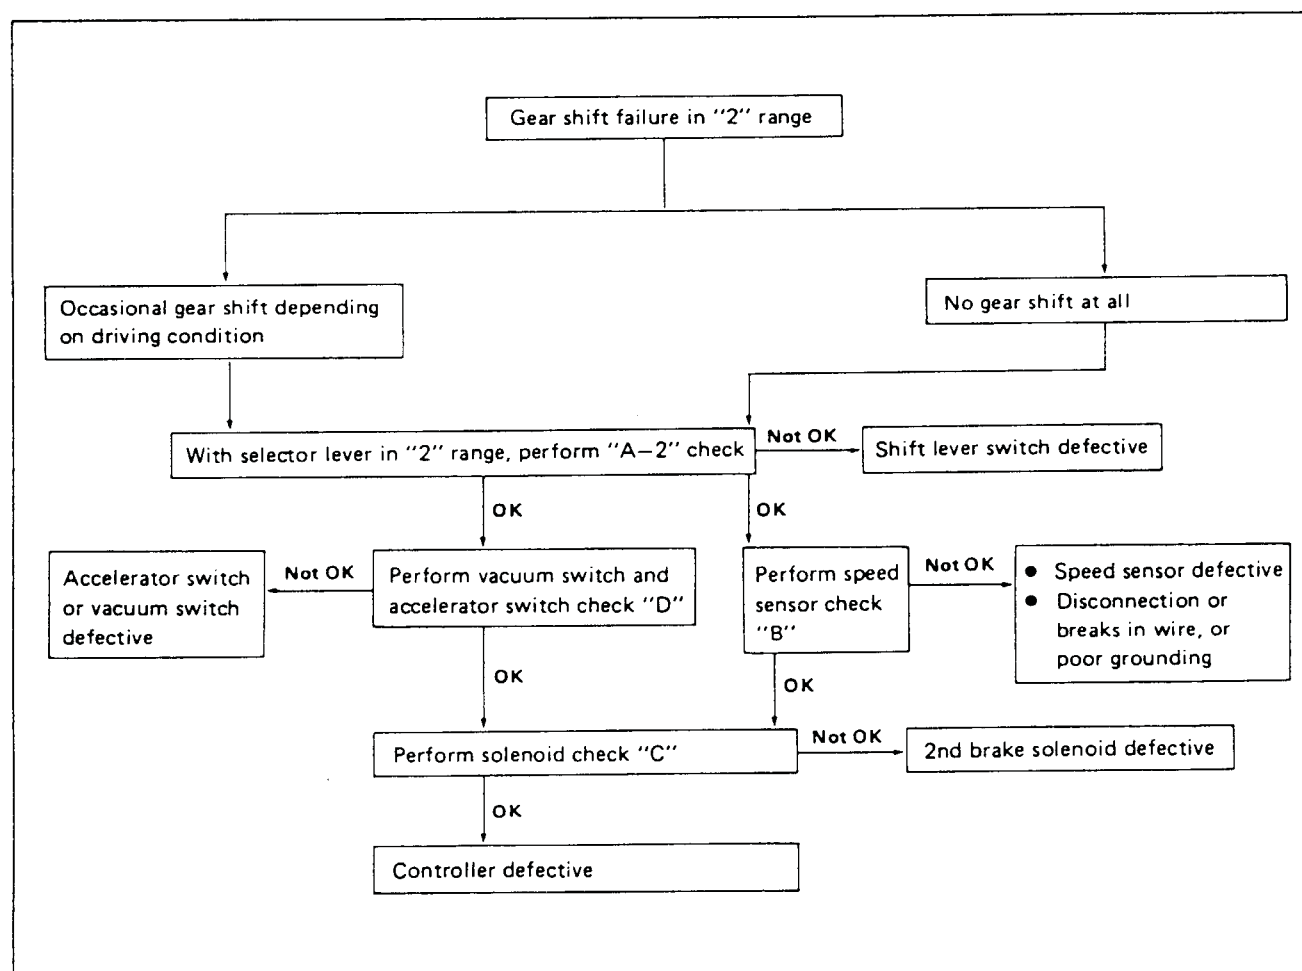 Gear shift failure in "2" range
Occasional gear shift depending
on driving condition
No gear shift at all
With selector lever in "2" range, perform "A-2" check
Not OK
Shift lever switch defective
OK
OK
Accelerator switch
or vacuum switch
defective
Not OK
Perform vacuum switch and
accelerator switch check "D"
Perform speed
sensor check
"B"
Not OK
● Speed sensor defective
● Disconnection or
breaks in wire, or
poor grounding
OK
OK
Perform solenoid check "C"
Not OK
2nd brake solenoid defective
OK
Controller defective